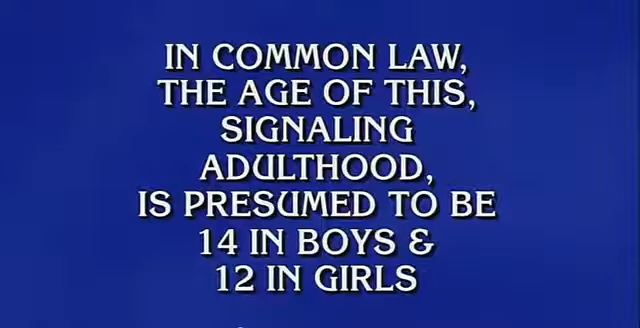 IN COMMON LAW,
THE AGE OF THIS,
SIGNALING
ADULTHOOD,
IS PRESUMED TO BE
14 IN BOYS &
12 IN GIRLS